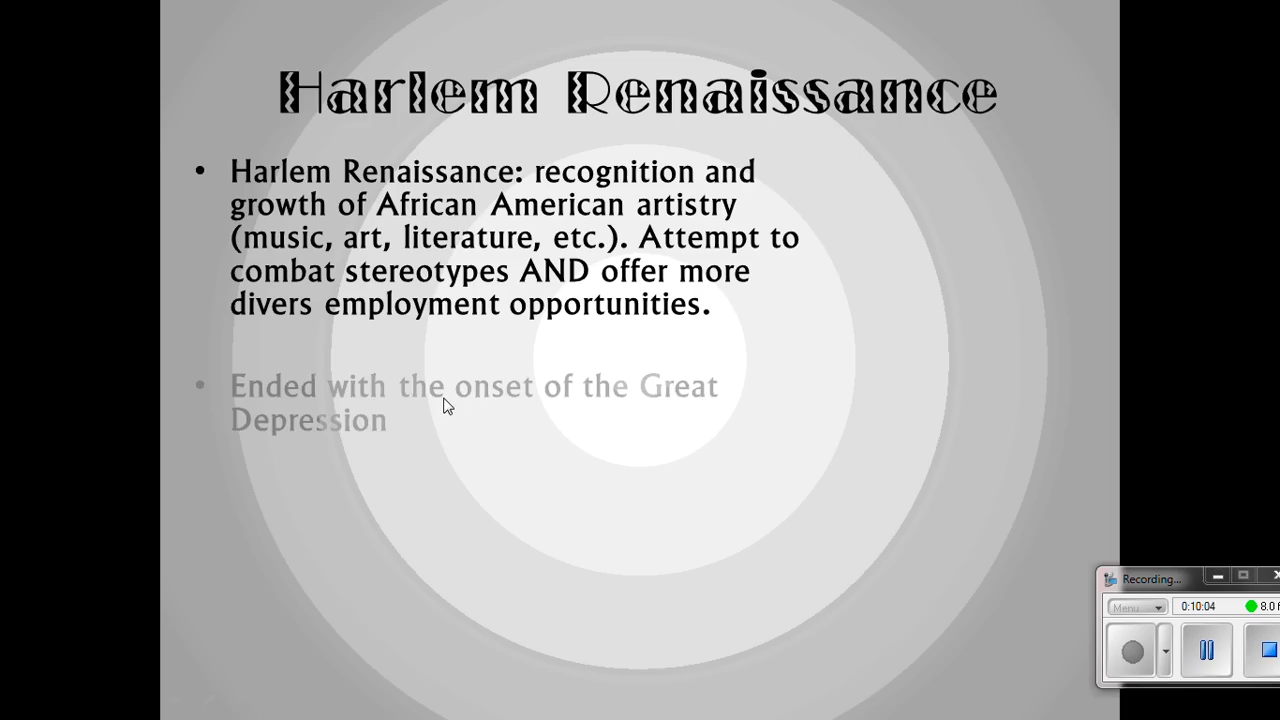 Harlem Renaissance
• Harlem Renaissance: recognition and
growth of African American artistry
(music, art, literature, etc.). Attempt to
combat stereotypes AND offer more
divers employment opportunities.
• Ended with the onset of the Great
Depression
Recording...
Menu
0:10:04
8.0 f